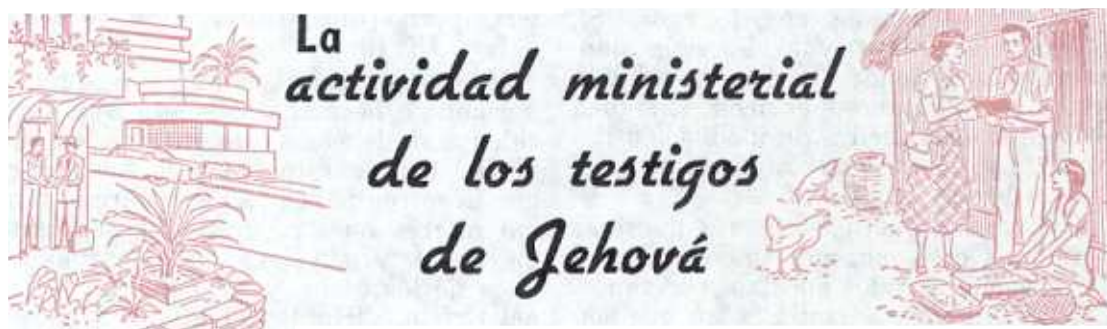 La
actividad ministerial
de los testigos
de Jehová